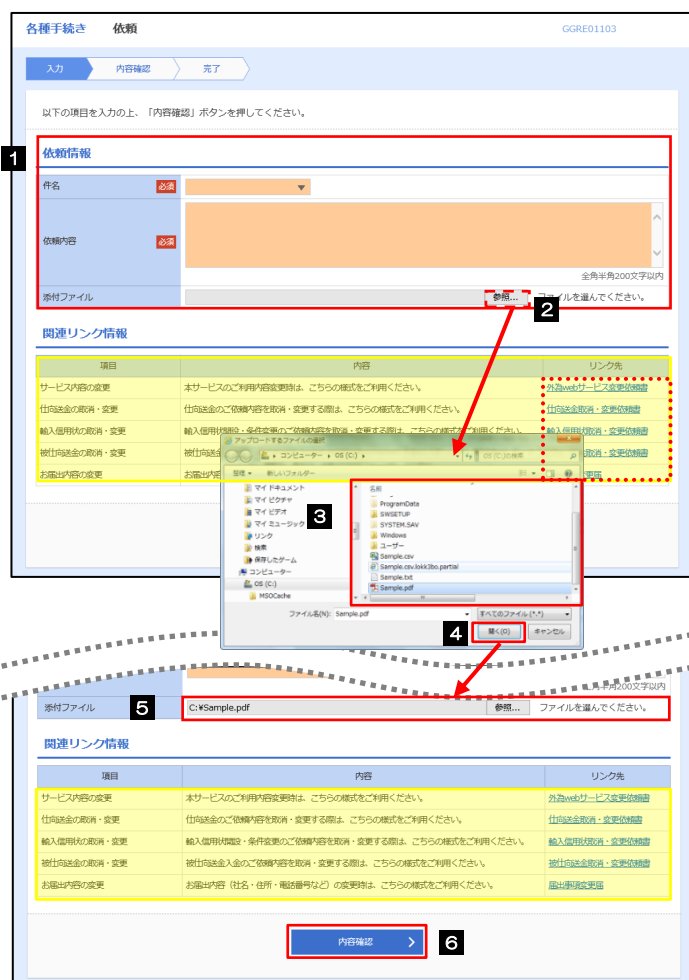 各種手続き 依頼 GGRE01103
入力 内容確認 完了
以下の項目を入力の上、「内容確認」ボタンを押してください。
1
依頼情報
件名 必須
依頼内容 必須
全角半角200文字以内
添付ファイル 参照... ファイルを選んでください。
2
関連リンク情報
項目 内容 リンク先
サービス内容の変更 本サービスのご利用内容変更時は、こちらの様式をご利用ください。 外為webサービス変更依頼書
仕向送金の取消・変更 仕向送金のご依頼内容を取消・変更する際は、こちらの様式をご利用ください。 仕向送金取消・変更依頼書
輸入信用状の取消・変更 輸入信用状開設・条件変更のご依頼内容を取消・変更する際は、こちらの様式をご利用ください。 輸入信用状取消・変更依頼書
被仕向送金の取消・変更 被仕向送金 取消・変更依頼書
お届出内容の変更 お届出内容 変更届
アップロードするファイルの選択
コンピューター OS (C:) OS (C:)の検索
整理 新しいフォルダー
3
マイ ドキュメント
マイ ピクチャ
マイ ビデオ
マイ ミュージック
リンク
検索
保存したゲーム
コンピューター
OS (C:)
MSOCache
名前
ProgramData
SWSETUP
SYSTEM.SAV
Windows
ユーザー
Sample.csv
Sample.csv.lokk3bo.partial
Sample.txt
Sample.pdf
ファイル名(N): Sample.pdf すべてのファイル (*.*)
4 開く(O) キャンセル
全角半角200文字以内
添付ファイル 5 C:¥Sample.pdf 参照... ファイルを選んでください。
関連リンク情報
項目 内容 リンク先
サービス内容の変更 本サービスのご利用内容変更時は、こちらの様式をご利用ください。 外為webサービス変更依頼書
仕向送金の取消・変更 仕向送金のご依頼内容を取消・変更する際は、こちらの様式をご利用ください。 仕向送金取消・変更依頼書
輸入信用状の取消・変更 輸入信用状開設・条件変更のご依頼内容を取消・変更する際は、こちらの様式をご利用ください。 輸入信用状取消・変更依頼書
被仕向送金の取消・変更 被仕向送金入金のご依頼内容を取消・変更する際は、こちらの様式をご利用ください。 被仕向送金取消・変更依頼書
お届出内容の変更 お届出内容（社名・住所・電話番号など）の変更時は、こちらの様式をご利用ください。 届出事項変更届
内容確認 6